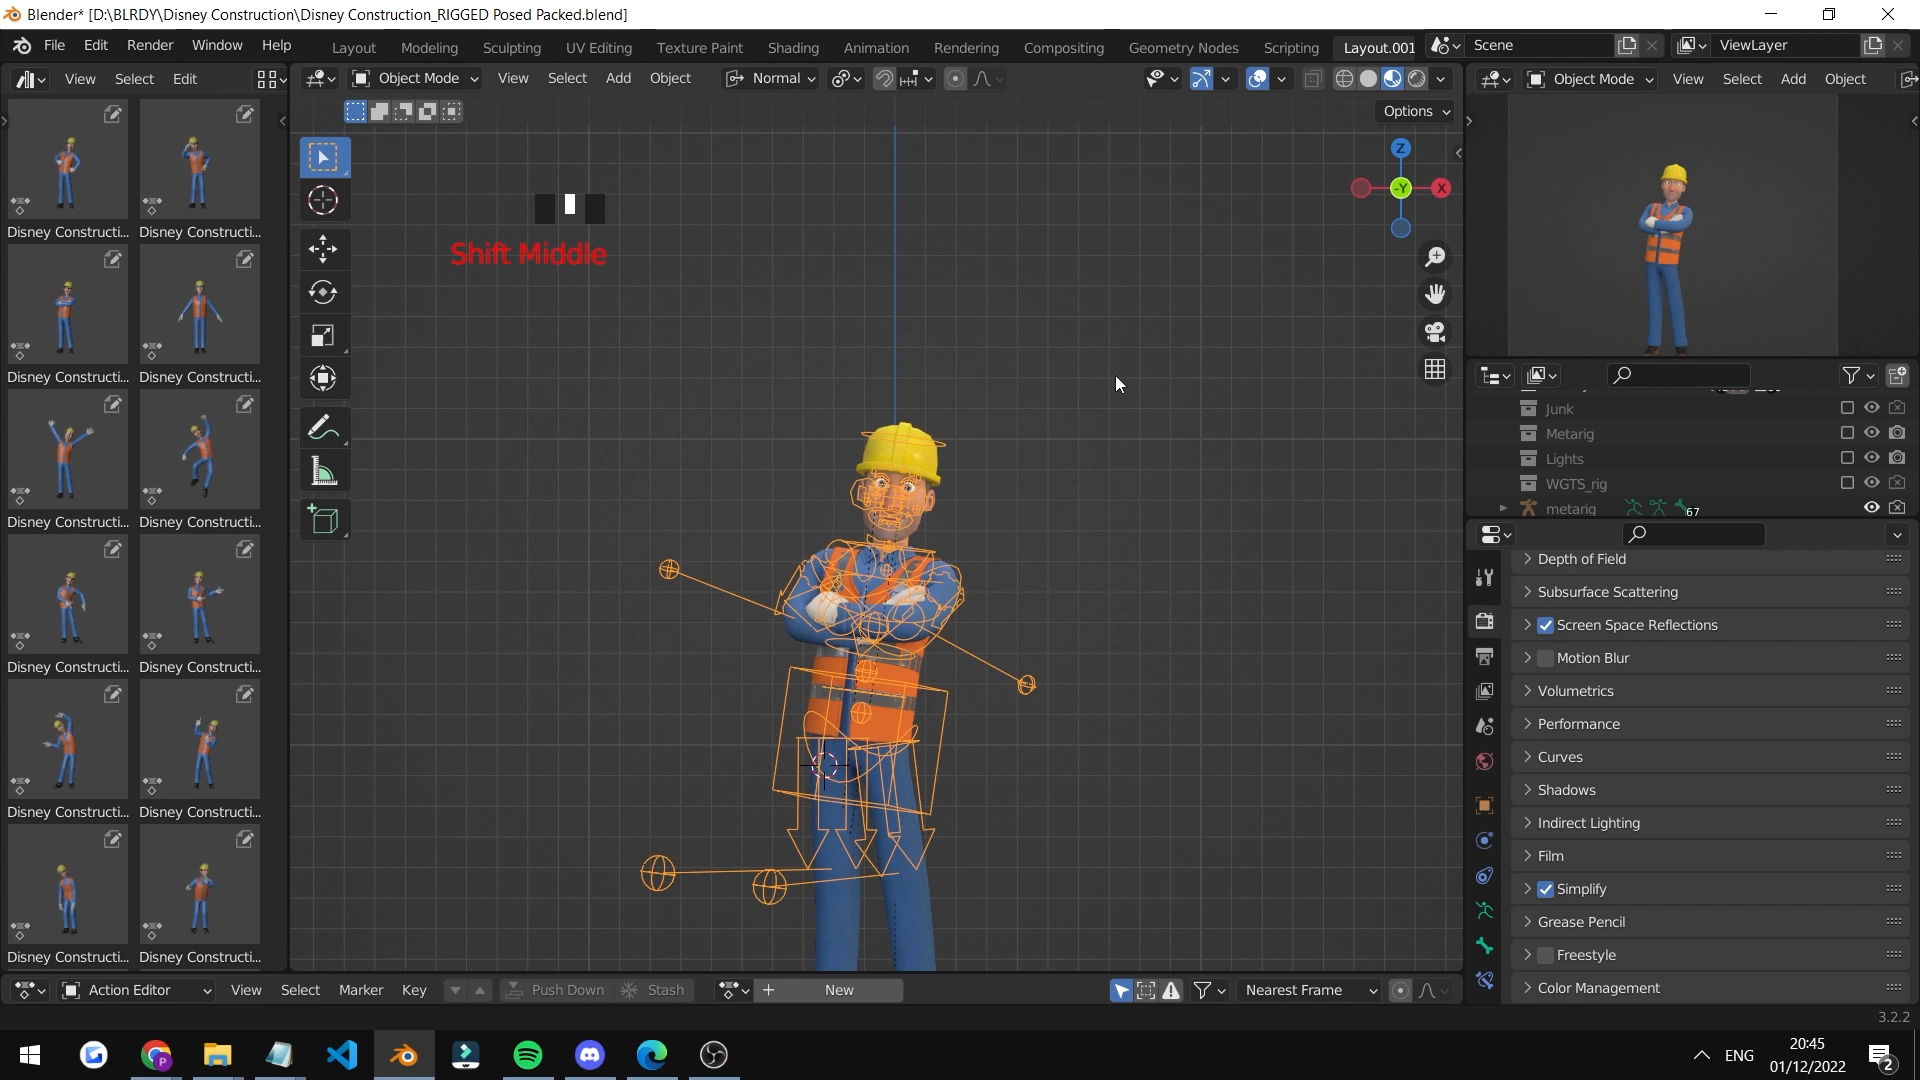 Blender* [D:\BLRDY\Disney Construction\Disney Construction_RIGGED Posed Packed.blend]
File Edit Render Window Help Layout Modeling Sculpting UV Editing Texture Paint Shading Animation Rendering Compositing Geometry Nodes Scripting Layout.001 Scene ViewLayer
View Select Edit Object Mode View Select Add Object Normal Object Mode View Select Add Object
Options
Z
-Y X
Shift Middle
Disney Constructi... Disney Constructi...
Disney Constructi... Disney Constructi...
Disney Constructi... Disney Constructi...
Disney Constructi... Disney Constructi...
Disney Constructi... Disney Constructi...
Disney Constructi... Disney Constructi...
Junk
Metarig
Lights
WGTS_rig
metarig 67
Depth of Field
Subsurface Scattering
Screen Space Reflections
Motion Blur
Volumetrics
Performance
Curves
Shadows
Indirect Lighting
Film
Simplify
Grease Pencil
Freestyle
Color Management
Action Editor View Select Marker Key Push Down Stash New Nearest Frame
3.2.2
P
ENG
20:45
01/12/2022
2